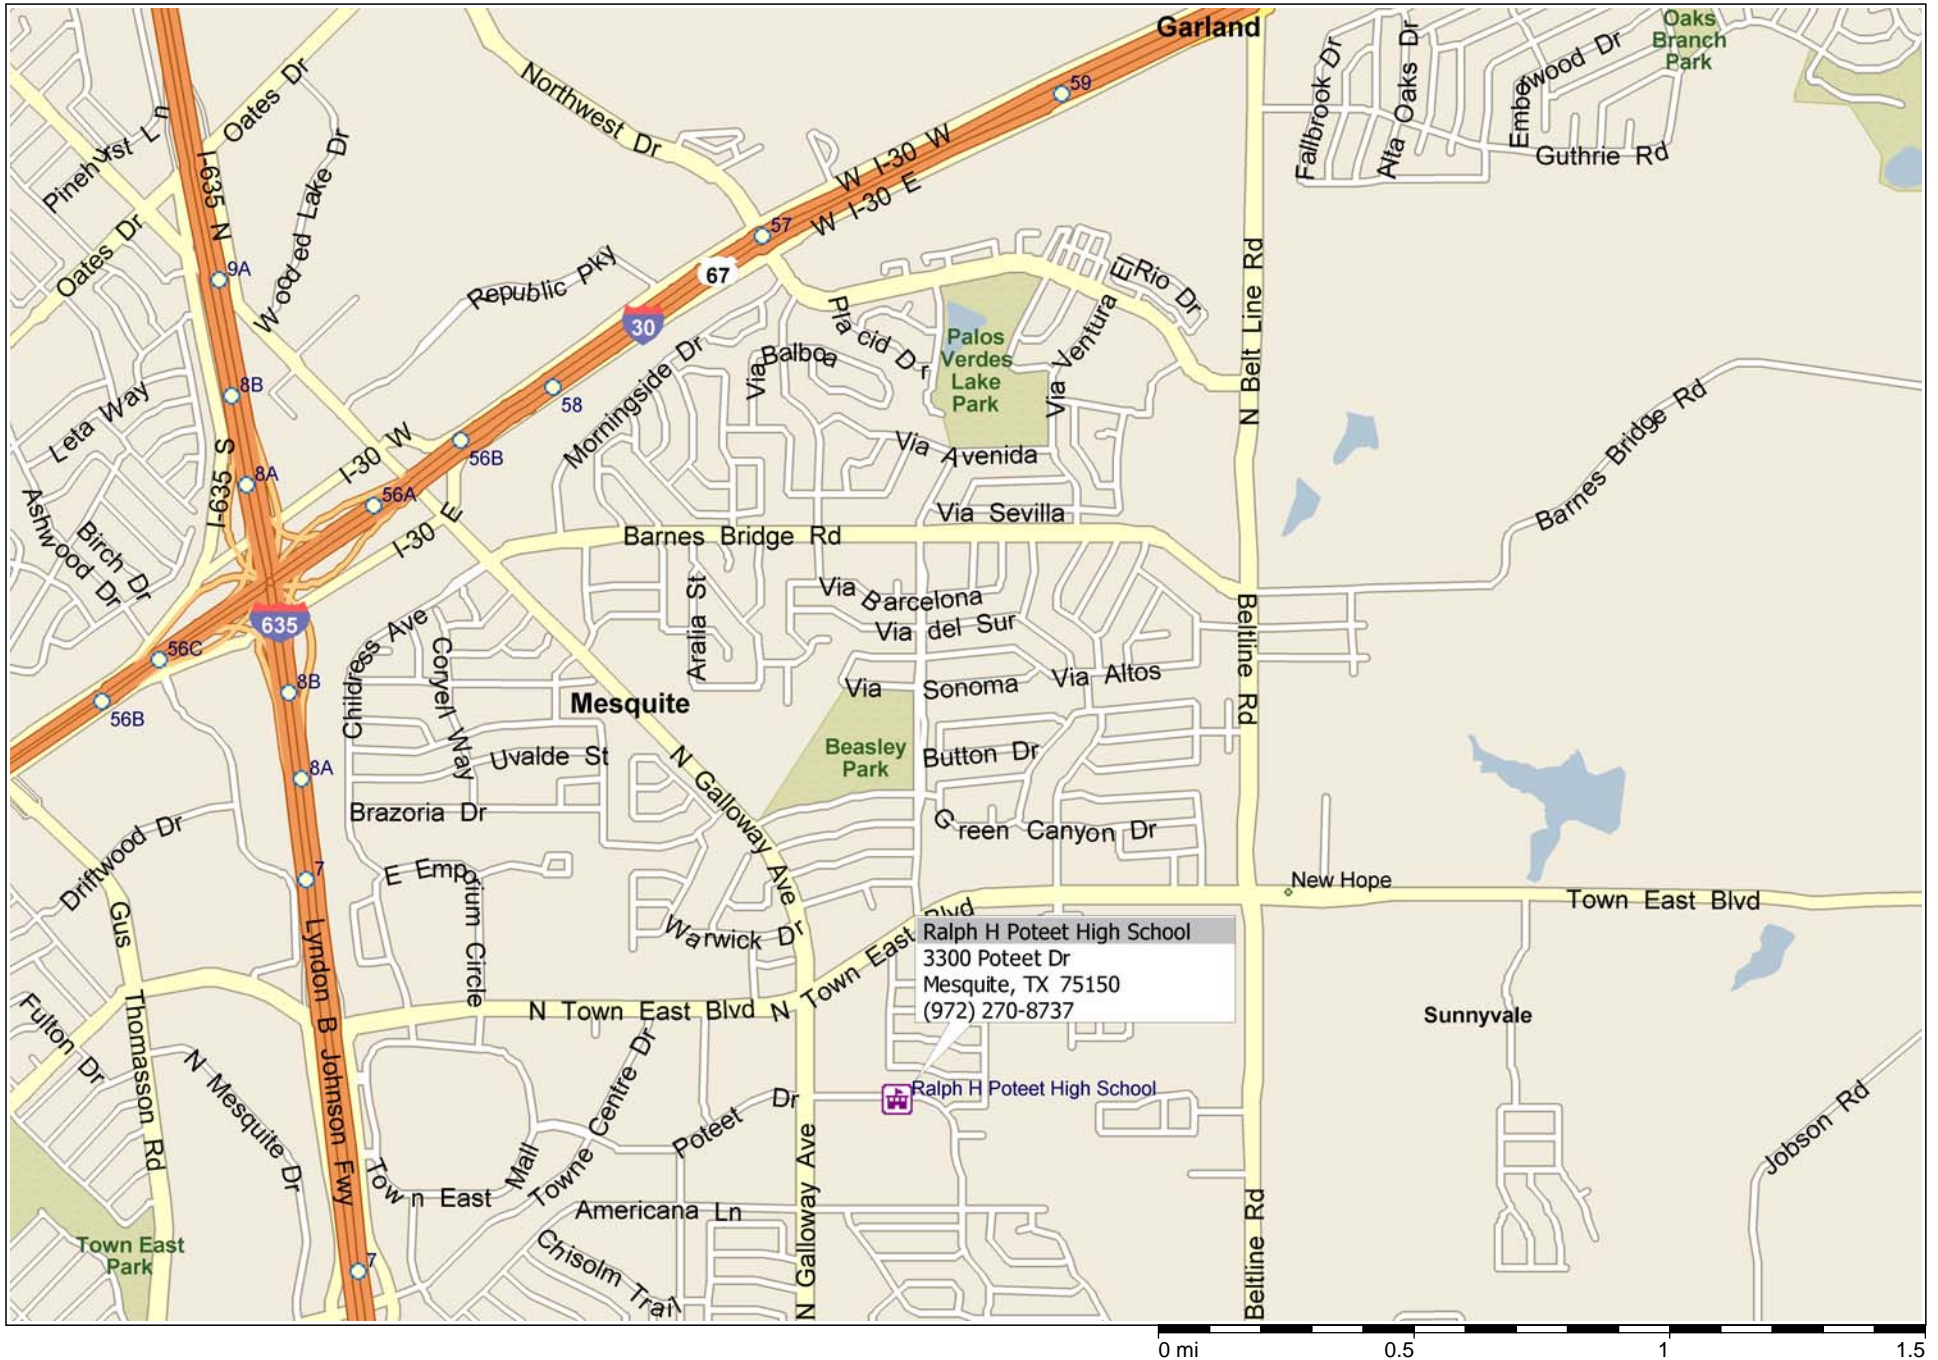 Garland
Oaks
Branch
Park
Fallbrook Dr
Alta Oaks Dr
Emberwood Dr
Guthrie Rd
59
Northwest Dr
Oates Dr
Pinehurst Ln
I-635 N
Wooded Lake Dr
Oates Dr
W I-30 W
W I-30 E
57
67
9A
Republic Pky
30
El Rio Dr
Placid Dr
Palos
Verdes
Lake
Park
Via Ventura
N Belt Line Rd
Via Balboa
Morningside Dr
8B
58
Leta Way
Barnes Bridge Rd
I-30 W
56B
Via Avenida
I-635 S
8A
56A
I-30 E
Via Sevilla
Ashwood Dr
Birch Dr
Barnes Bridge Rd
Via Barcelona
Aralia St
635
Via del Sur
Childress Ave
Coryell Way
56C
Beltline Rd
8B
Via Sonoma
Via Altos
56B
Mesquite
Uvalde St
Beasley
Park
Button Dr
8A
N Galloway Ave
Brazoria Dr
Green Canyon Dr
Driftwood Dr
7
E Emporium Circle
New Hope
Town East Blvd
Gus Thomasson Rd
Warwick Dr
N Town East Blvd
Ralph H Poteet High School
3300 Poteet Dr
Mesquite, TX 75150
(972) 270-8737
Lyndon B Johnson Fwy
N Town East Blvd
Sunnyvale
Fulton Dr
N Mesquite Dr
Towne Centre Dr
Poteet Dr
Ralph H Poteet High School
Jobson Rd
Town East Mall
N Galloway Ave
Americana Ln
Beltline Rd
Town East
Park
Chisolm Trail
7
0 mi 0.5 1 1.5